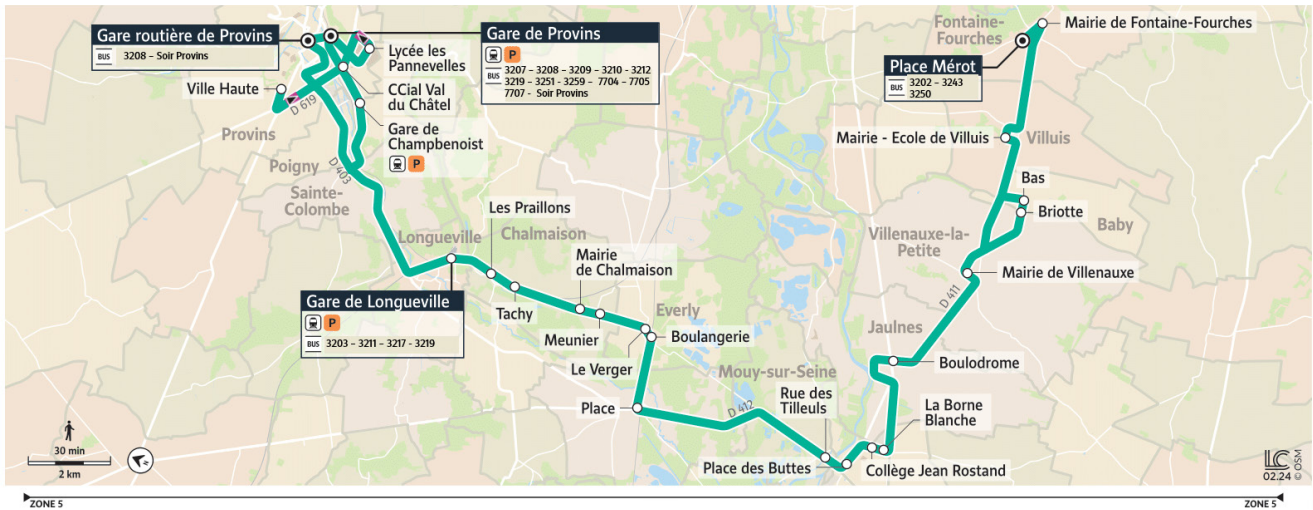 Gare routière de Provins
BUS 3208 – Soir Provins
Gare de Provins
P
BUS 3207 – 3208 – 3209 – 3210 - 3212
3219 – 3251 - 3259 – 7704 – 7705
7707 - Soir Provins
Lycée les
Pannevelles
CCial Val
du Châtel
Gare de
Champbenoist
P
Ville Haute
D 619
Provins
Poigny
D 403
Sainte-
Colombe
Longueville
Chalmaison
Les Praillons
Gare de Longueville
P
BUS 3203 – 3211 – 3217 - 3219
Tachy
Mairie
de Chalmaison
Meunier
Everly
Boulangerie
Le Verger
Place
Mouy-sur-Seine
D 412
Rue des
Tilleuls
Place des Buttes
Collège Jean Rostand
La Borne
Blanche
Jaulnes
Boulodrome
D 411
Mairie de Villenauxe
Villenauxe-la-
Petite
Baby
Briotte
Bas
Villuis
Mairie - Ecole de Villuis
Place Mérot
BUS 3202 – 3243
3250
Fontaine-
Fourches
Mairie de Fontaine-Fourches
30 min
2 km
N
LC
02.24
© OSM
ZONE 5
ZONE 5